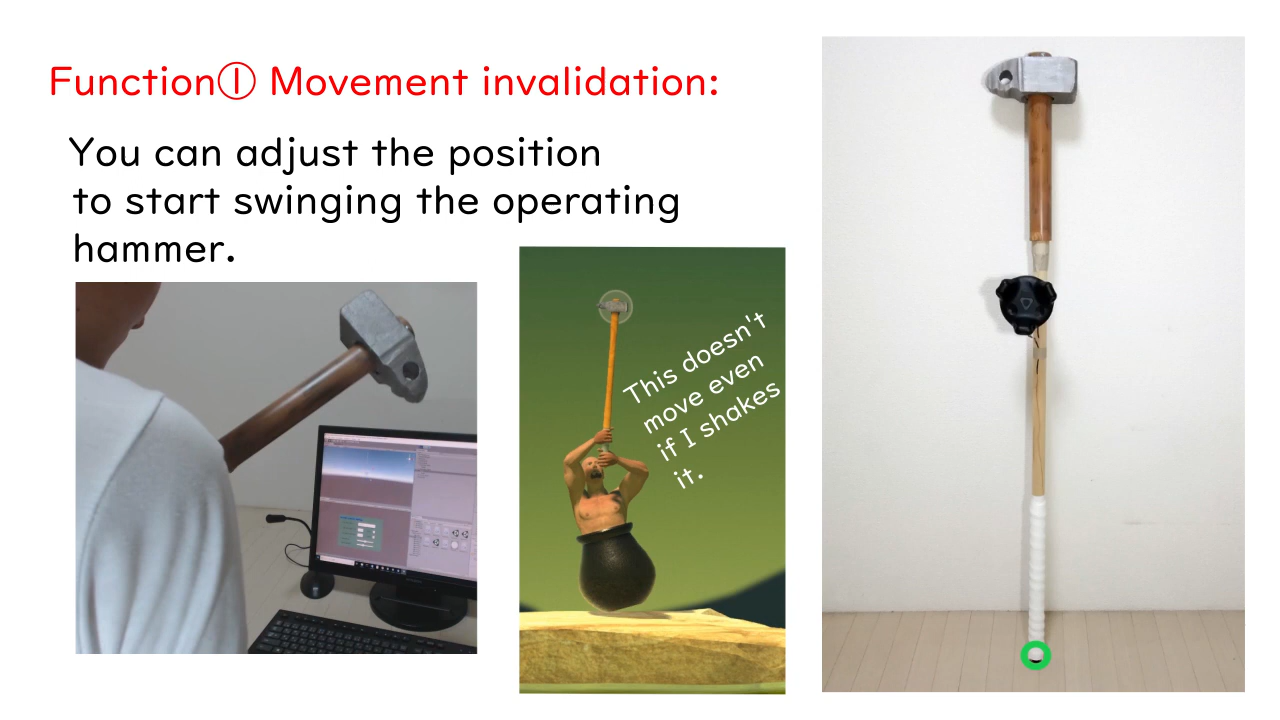 Function① Movement invalidation:
You can adjust the position
to start swinging the operating
hammer.
This doesn't
move even
if I shakes
it.